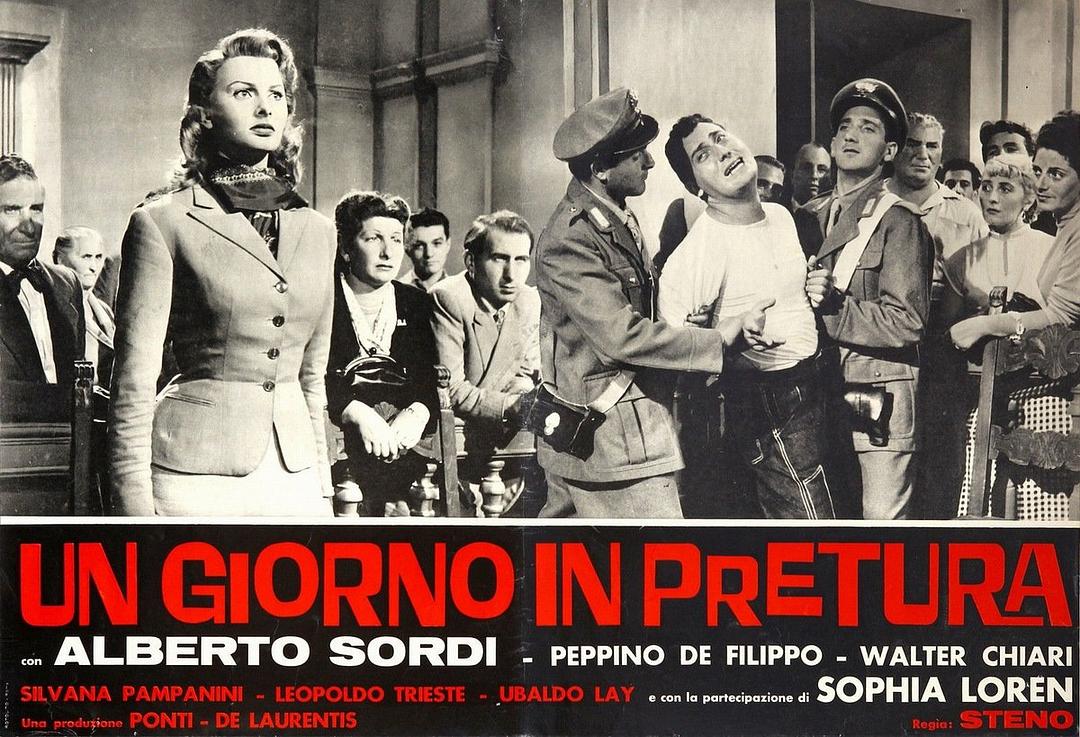 UN GIORNO IN PRETURA
con ALBERTO SORDI - PEPPINO DE FILIPPO - WALTER CHIARI
SILVANA PAMPANINI - LEOPOLDO TRIESTE - UBALDO LAY e con la partecipazione di SOPHIA LOREN
Una produzione PONTI - DE LAURENTIS
Regia: STENO